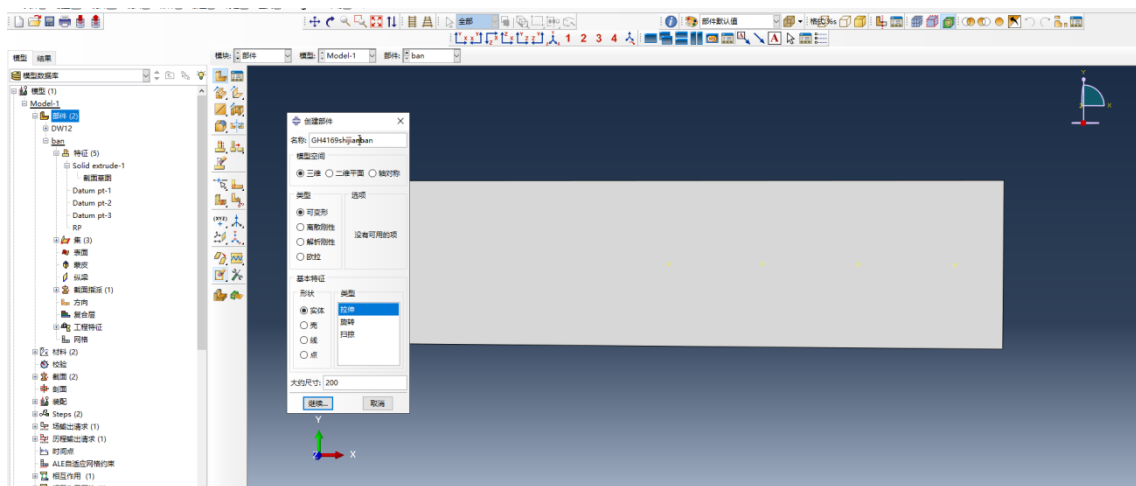 全部
部件默认值
1 2 3 4
A
模块: 部件 模型: Model-1 部件: ban
模型 结果
模型数据库
模型 (1)
Model-1
部件 (2)
DW12
ban
特征 (5)
Solid extrude-1
截面草图
Datum pt-1
Datum pt-2
Datum pt-3
RP
集 (3)
表面
蒙皮
纵梁
截面指派 (1)
方向
复合层
工程特征
网格
材料 (2)
校验
截面 (2)
剖面
装配
Steps (2)
场输出请求 (1)
历程输出请求 (1)
时间点
ALE自适应网格约束
相互作用 (1)
(XYZ)
创建部件
名称: GH4169shijianban
模型空间
三维 二维平面 轴对称
类型 选项
可变形
离散刚性
解析刚性
欧拉
没有可用的项
基本特征
形状 类型
实体
壳
线
点
拉伸
旋转
扫掠
大约尺寸: 200
继续... 取消
Y
X
Y